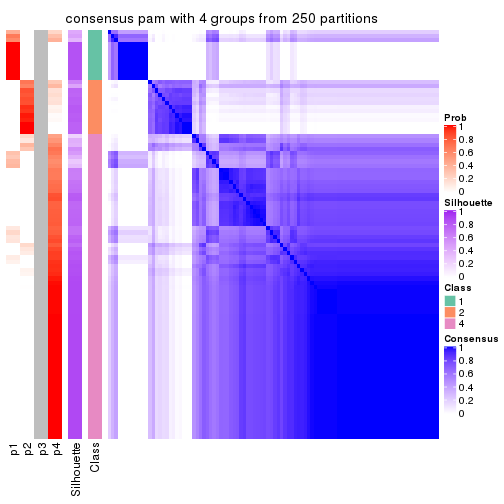 consensus pam with 4 groups from 250 partitions
Prob
1
0.8
0.6
0.4
0.2
0
Silhouette
1
0.8
0.6
0.4
0.2
0
Class
1
2
4
Consensus
1
0.8
0.6
0.4
0.2
0
p1
p2
p3
p4
Silhouette
Class